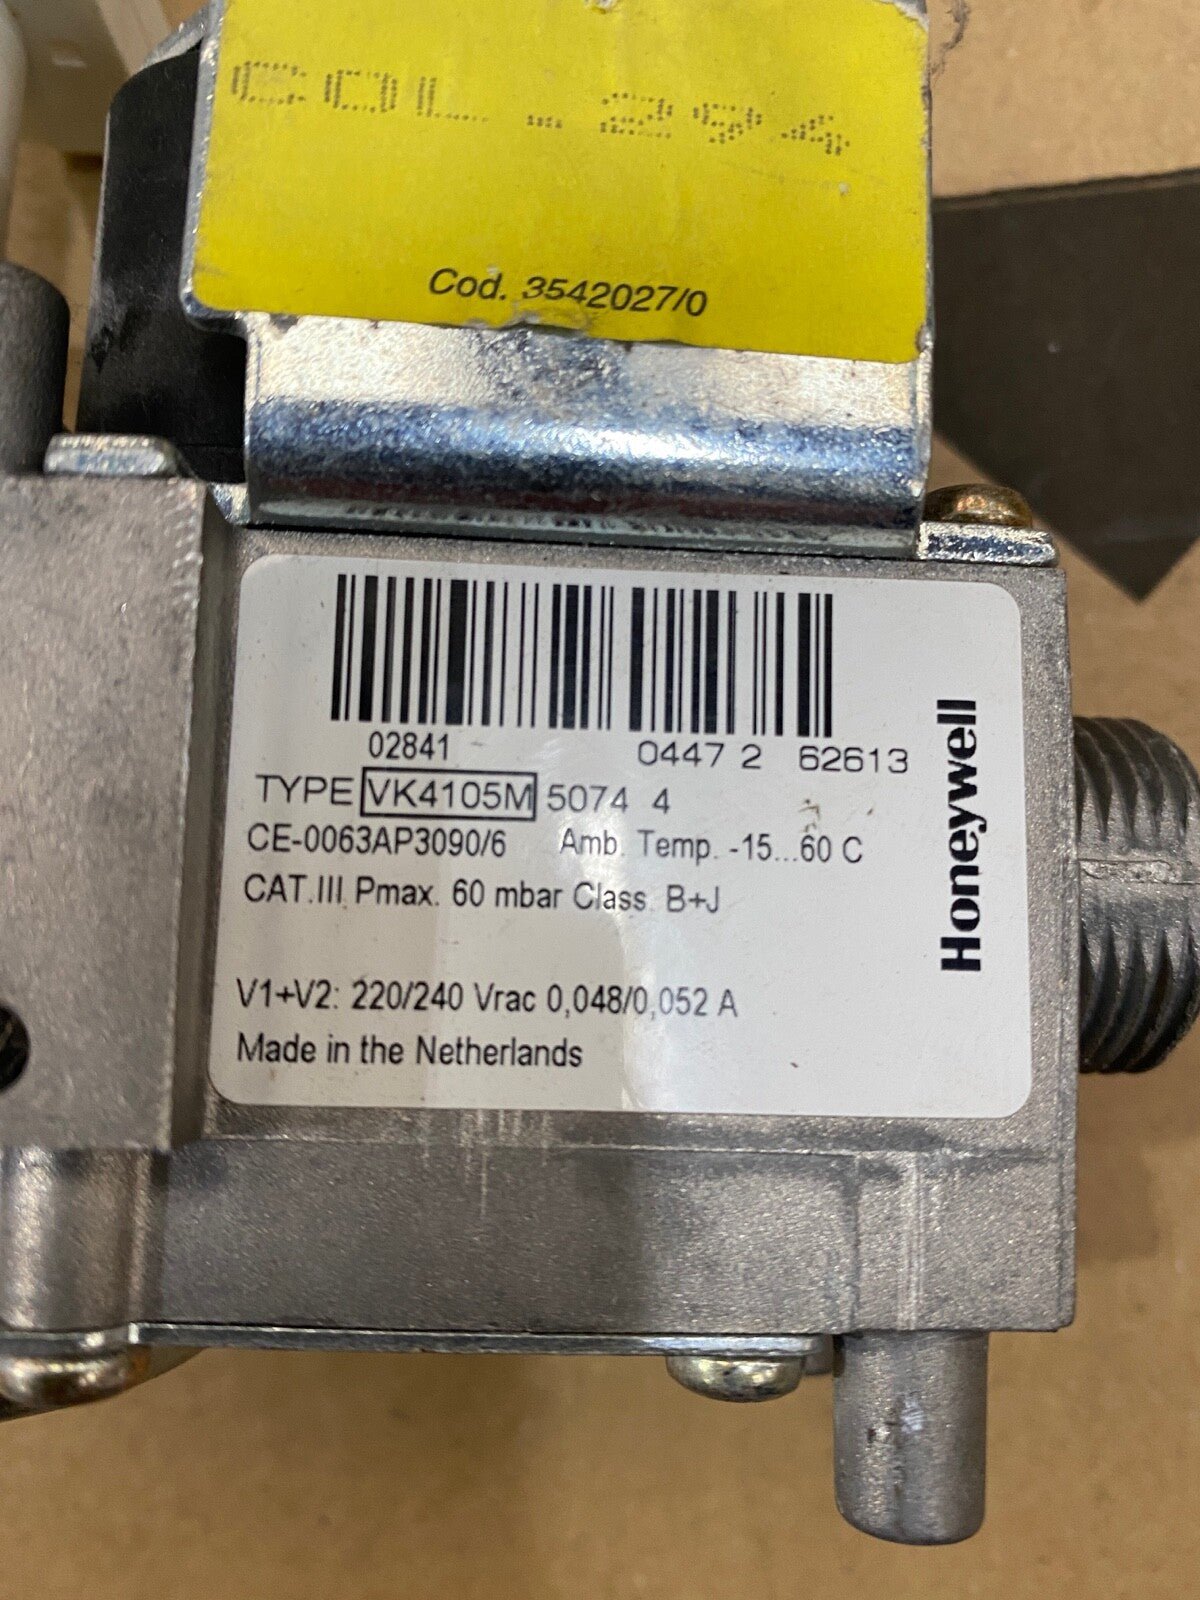 COL.294
Cod. 3542027/0
02841 0447 2 62613
TYPE VK4105M 5074 4
CE-0063AP3090/6 Amb. Temp. -15...60 C
CAT.III Pmax. 60 mbar Class. B+J
V1+V2: 220/240 Vrac 0,048/0,052 A
Made in the Netherlands
Honeywell